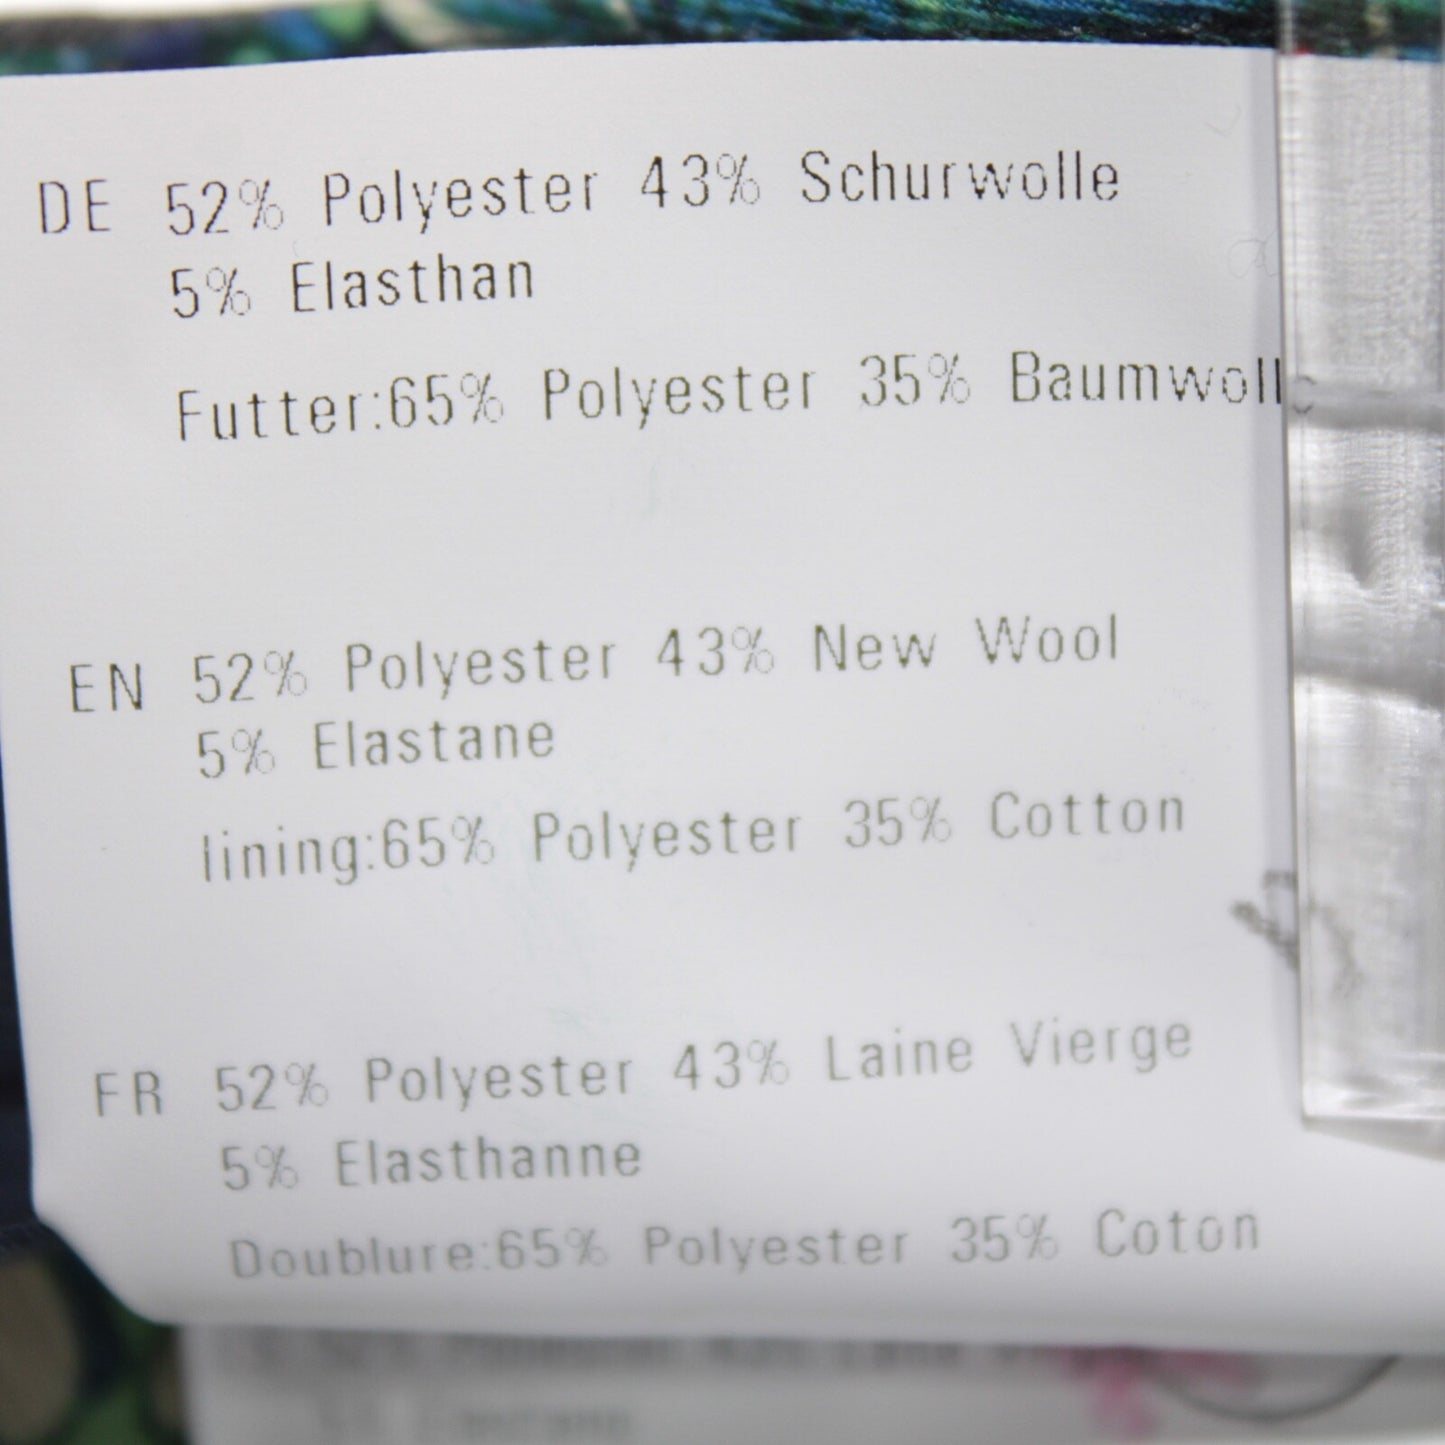 DE 52% Polyester 43% Schurwolle
5% Elasthan
Futter:65% Polyester 35% Baumwolle
EN 52% Polyester 43% New Wool
5% Elastane
lining:65% Polyester 35% Cotton
FR 52% Polyester 43% Laine Vierge
5% Elasthanne
Doublure:65% Polyester 35% Coton